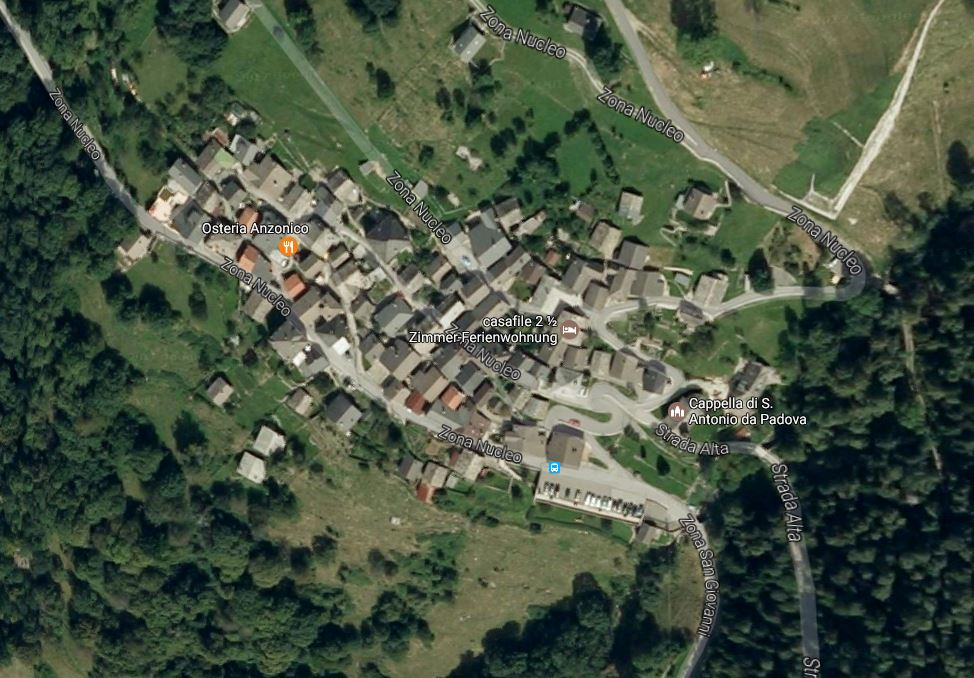 Zona Nucleo
Zona Nucleo
Zona Nucleo
Zona Nucleo
Zona Nucleo
Osteria Anzonico
Zona Nucleo
casafile 2 ½
Zimmer-Ferienwohnung
Zona Nucleo
Cappella di S.
Antonio da Padova
Zona Nucleo
Strada Alta
Strada Alta
Zona San Giovanni
Str